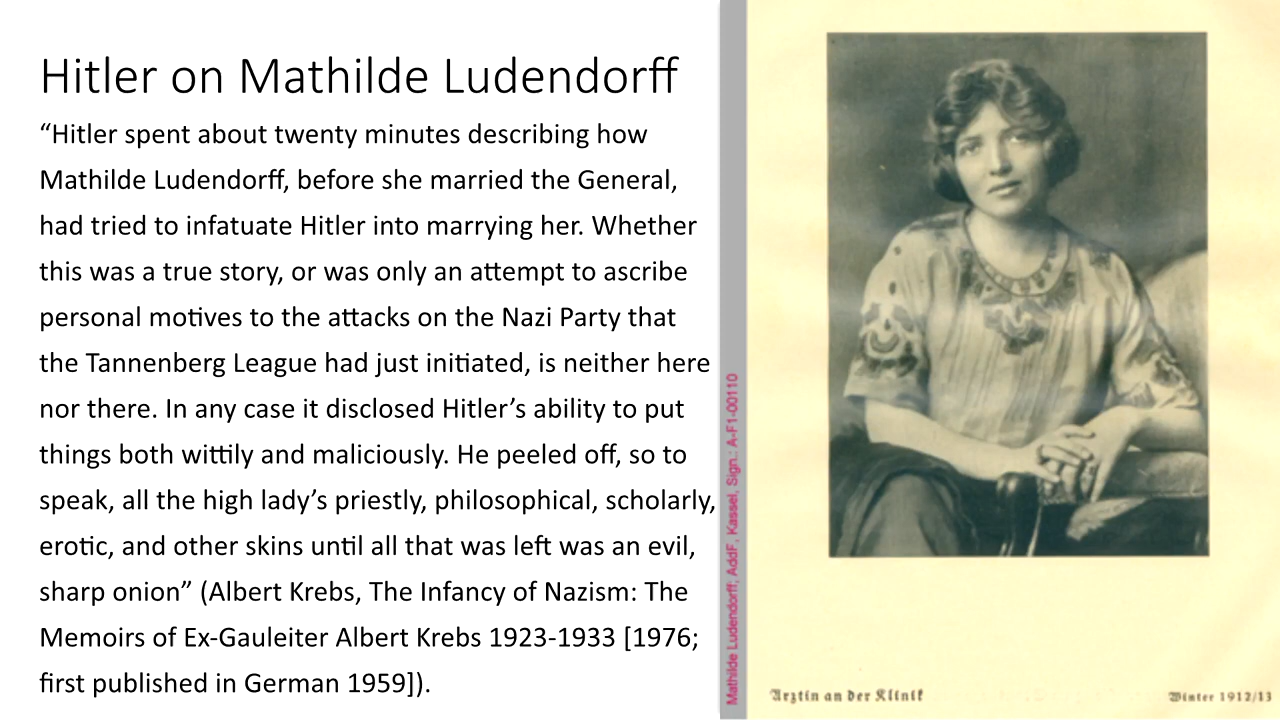 Hitler on Mathilde Ludendorff
“Hitler spent about twenty minutes describing how
Mathilde Ludendorff, before she married the General,
had tried to infatuate Hitler into marrying her. Whether
this was a true story, or was only an attempt to ascribe
personal motives to the attacks on the Nazi Party that
the Tannenberg League had just initiated, is neither here
nor there. In any case it disclosed Hitler’s ability to put
things both wittily and maliciously. He peeled off, so to
speak, all the high lady’s priestly, philosophical, scholarly,
erotic, and other skins until all that was left was an evil,
sharp onion” (Albert Krebs, The Infancy of Nazism: The
Memoirs of Ex-Gauleiter Albert Krebs 1923-1933 [1976;
first published in German 1959]).
Mathilde Ludendorff; AddF, Kassel, Sign.: A-F1-00110
Ärztin an der Klinik
Winter 1912/13